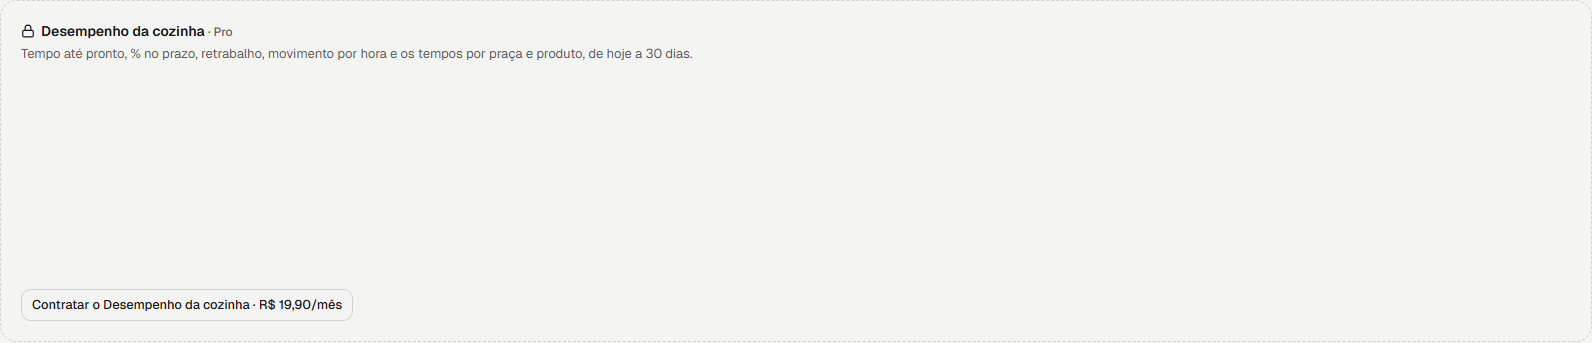 Desempenho da cozinha · Pro
Tempo até pronto, % no prazo, retrabalho, movimento por hora e os tempos por praça e produto, de hoje a 30 dias.
Contratar o Desempenho da cozinha · R$ 19,90/mês